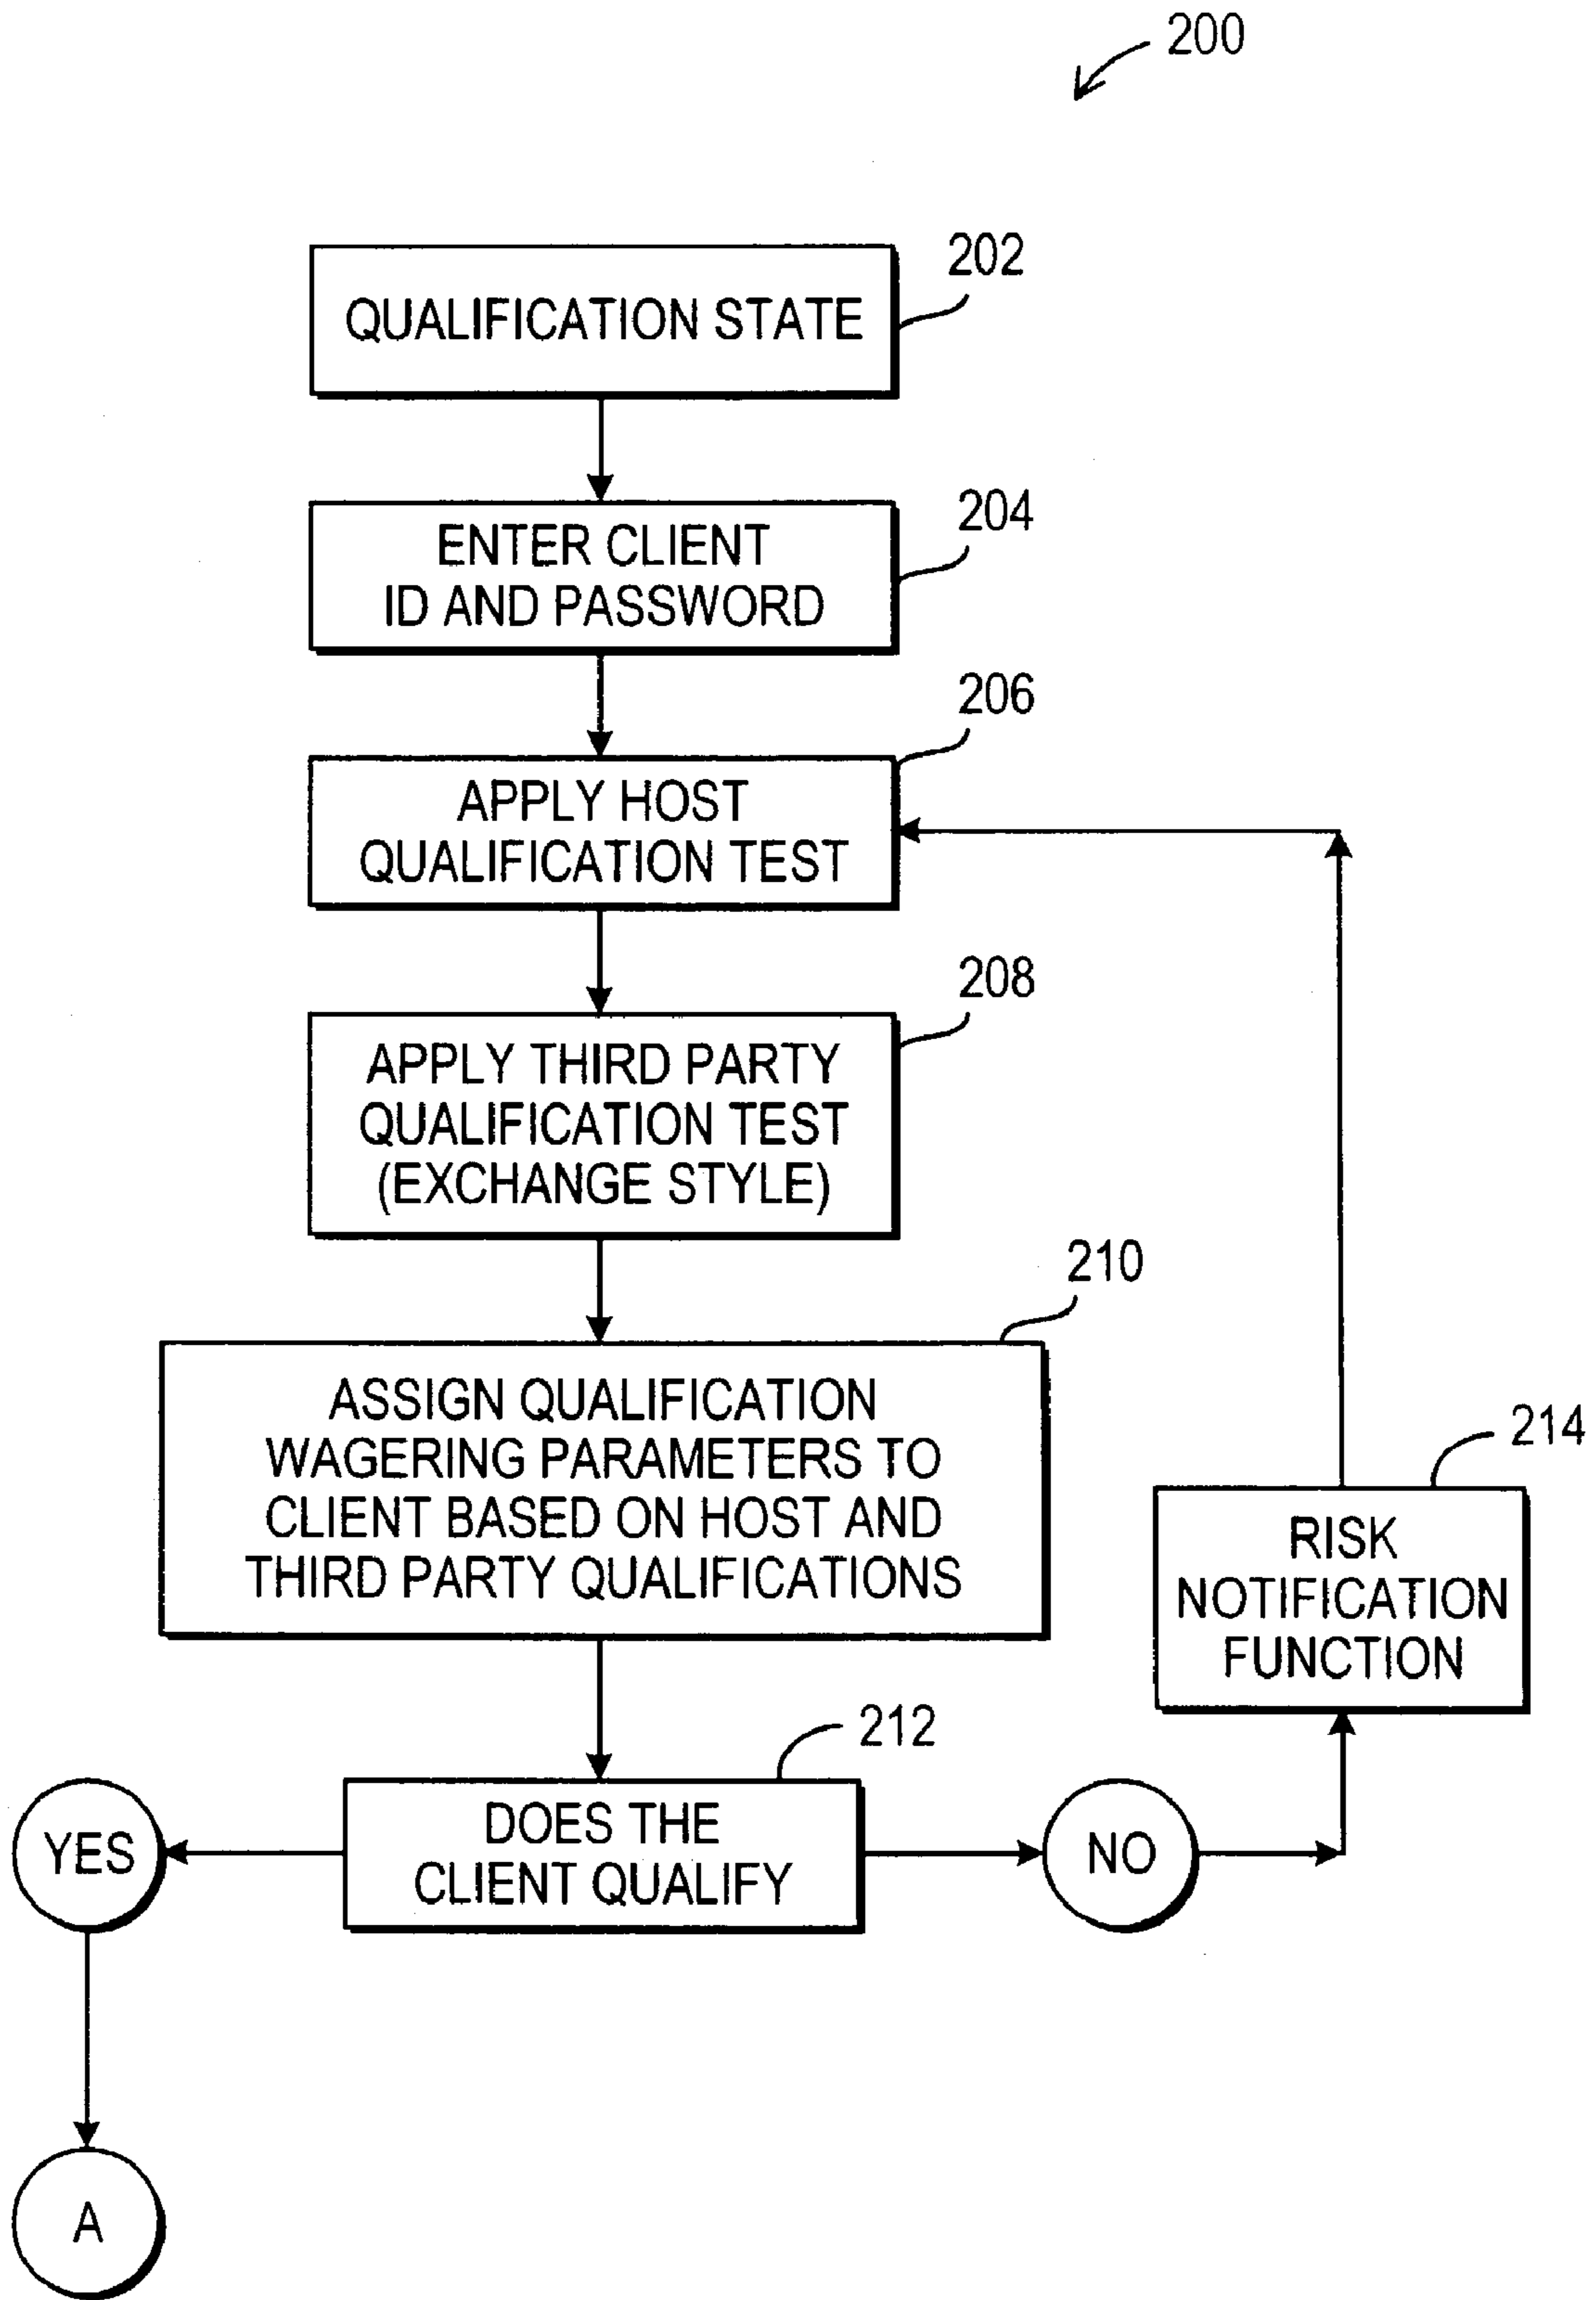 200
202
QUALIFICATION STATE
204
ENTER CLIENT
ID AND PASSWORD
206
APPLY HOST
QUALIFICATION TEST
208
APPLY THIRD PARTY
QUALIFICATION TEST
(EXCHANGE STYLE)
210
ASSIGN QUALIFICATION
WAGERING PARAMETERS TO
CLIENT BASED ON HOST AND
THIRD PARTY QUALIFICATIONS
214
RISK
NOTIFICATION
FUNCTION
212
DOES THE
CLIENT QUALIFY
YES
NO
A